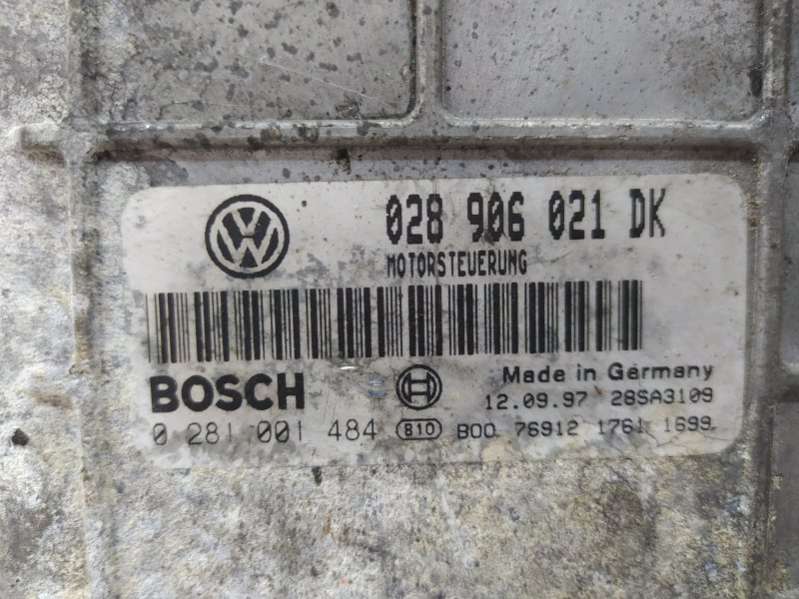 028 906 021 DK
MOTORSTEUERUNG
BOSCH
Made in Germany
12.09.97 28SA3109
0 281 001 484 B10 B00 76912 1761 1699